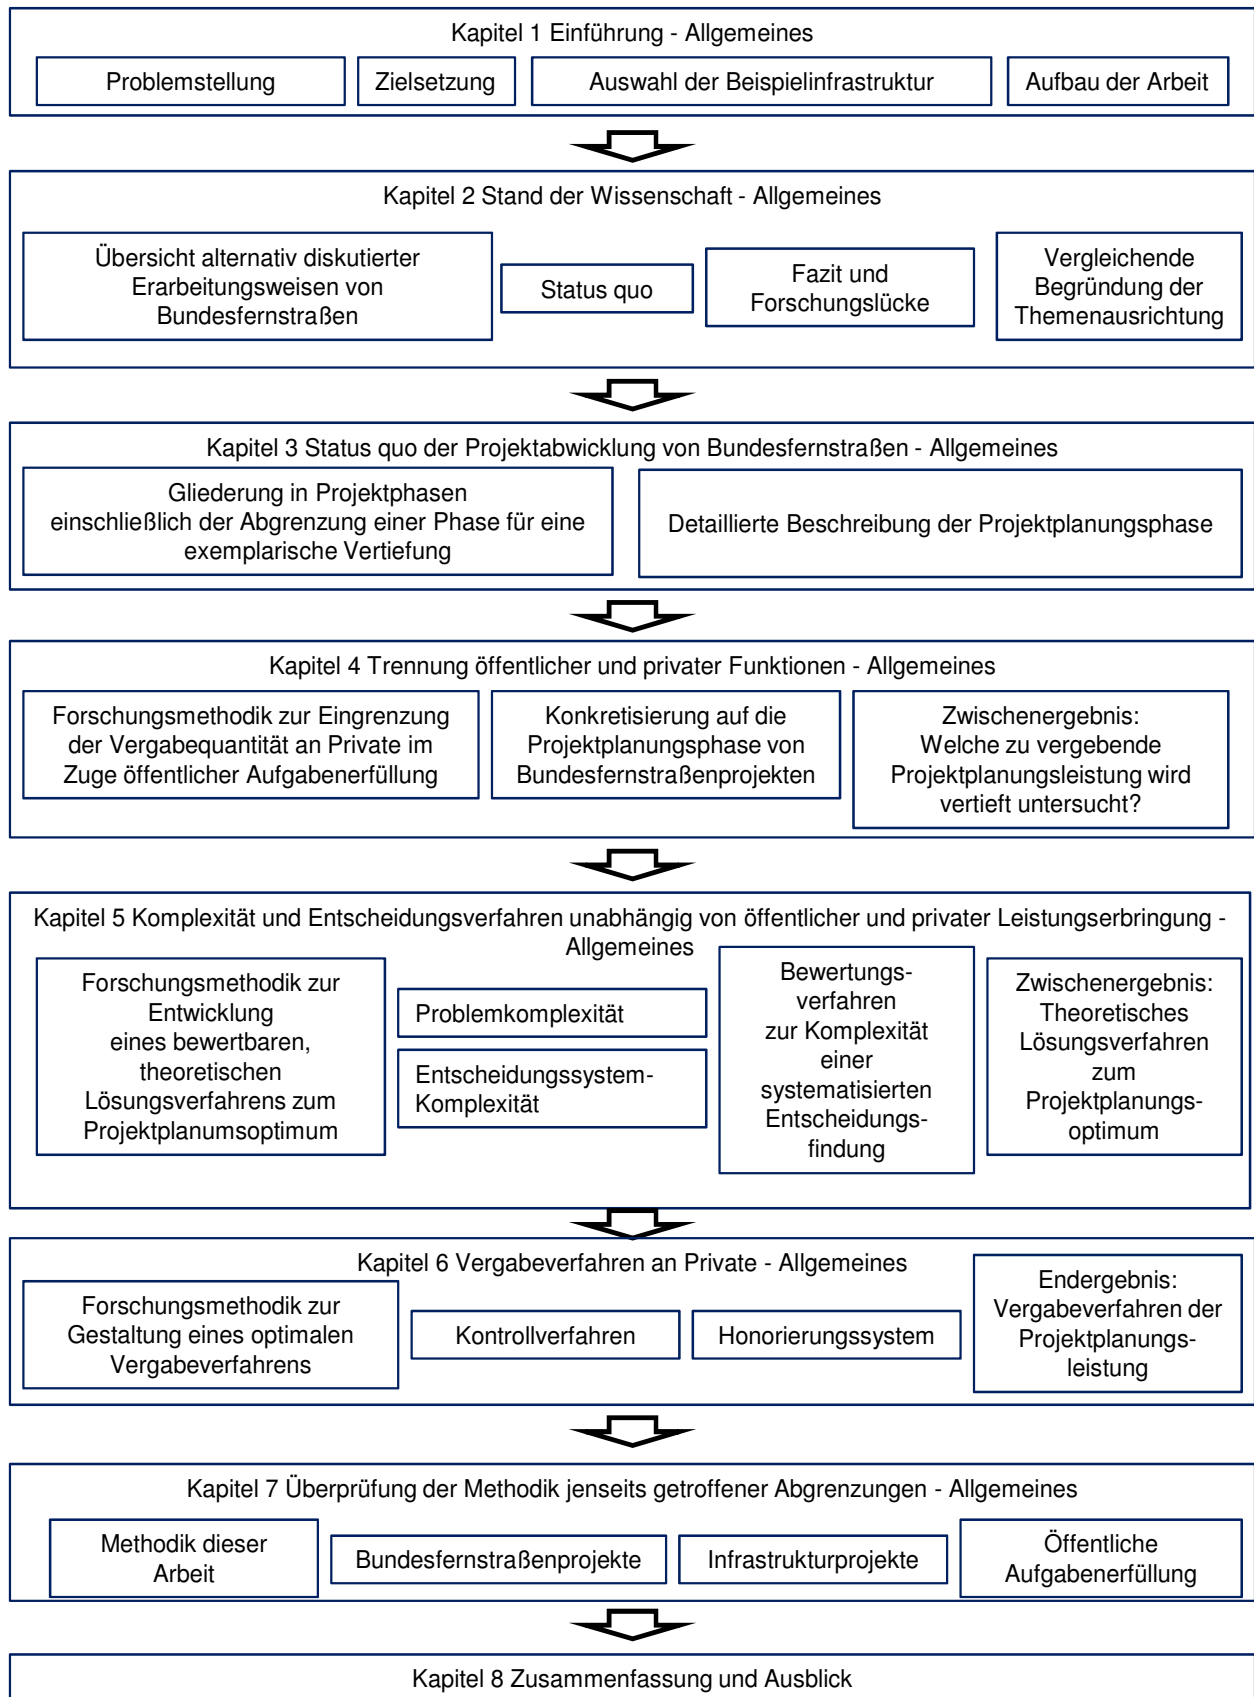 Kapitel 1 Einführung - Allgemeines
Problemstellung
Zielsetzung
Auswahl der Beispielinfrastruktur
Aufbau der Arbeit
Kapitel 2 Stand der Wissenschaft - Allgemeines
Übersicht alternativ diskutierter
Erarbeitungsweisen von
Bundesfernstraßen
Status quo
Fazit und
Forschungslücke
Vergleichende
Begründung der
Themenausrichtung
Kapitel 3 Status quo der Projektabwicklung von Bundesfernstraßen - Allgemeines
Gliederung in Projektphasen
einschließlich der Abgrenzung einer Phase für eine
exemplarische Vertiefung
Detaillierte Beschreibung der Projektplanungsphase
Kapitel 4 Trennung öffentlicher und privater Funktionen - Allgemeines
Forschungsmethodik zur Eingrenzung
der Vergabequantität an Private im
Zuge öffentlicher Aufgabenerfüllung
Konkretisierung auf die
Projektplanungsphase von
Bundesfernstraßenprojekten
Zwischenergebnis:
Welche zu vergebende
Projektplanungsleistung wird
vertieft untersucht?
Kapitel 5 Komplexität und Entscheidungsverfahren unabhängig von öffentlicher und privater Leistungserbringung -
Allgemeines
Forschungsmethodik zur
Entwicklung
eines bewertbaren,
theoretischen
Lösungsverfahrens zum
Projektplanumsoptimum
Problemkomplexität
Entscheidungssystem-
Komplexität
Bewertungs-
verfahren
zur Komplexität
einer
systematisierten
Entscheidungs-
findung
Zwischenergebnis:
Theoretisches
Lösungsverfahren
zum
Projektplanungs-
optimum
Kapitel 6 Vergabeverfahren an Private - Allgemeines
Forschungsmethodik zur
Gestaltung eines optimalen
Vergabeverfahrens
Kontrollverfahren
Honorierungssystem
Endergebnis:
Vergabeverfahren der
Projektplanungs-
leistung
Kapitel 7 Überprüfung der Methodik jenseits getroffener Abgrenzungen - Allgemeines
Methodik dieser
Arbeit
Bundesfernstraßenprojekte
Infrastrukturprojekte
Öffentliche
Aufgabenerfüllung
Kapitel 8 Zusammenfassung und Ausblick